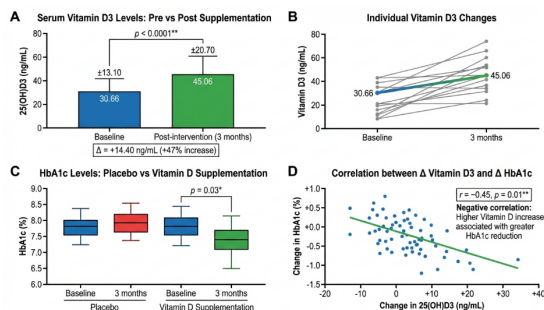 A Serum Vitamin D3 Levels: Pre vs Post Supplementation
p < 0.0001**
25(OH)D3 (ng/mL)
80
60
40
20
0
±13.10
30.66
±20.70
45.06
Baseline
Post-intervention (3 months)
Δ = +14.40 ng/mL (+47% increase)
B Individual Vitamin D3 Changes
Vitamin D3 (ng/mL)
80
60
40
20
0
30.66
45.06
Baseline
3 months
C HbA1c Levels: Placebo vs Vitamin D Supplementation
p = 0.03*
HbA1c (%)
9.0
8.5
8.0
7.5
7.0
6.5
6.0
Baseline
3 months
Baseline
3 months
Placebo
Vitamin D Supplementation
D Correlation between Δ Vitamin D3 and Δ HbA1c
r = −0.45, p = 0.01**
Negative correlation:
Higher Vitamin D increase
associated with greater
HbA1c reduction
Change in HbA1c (%)
+1.0
+0.5
+0.0
-0.5
-1.0
-1.5
−20
−10
0
+10
+20
+30
+40
Change in 25(OH)D3 (ng/mL)